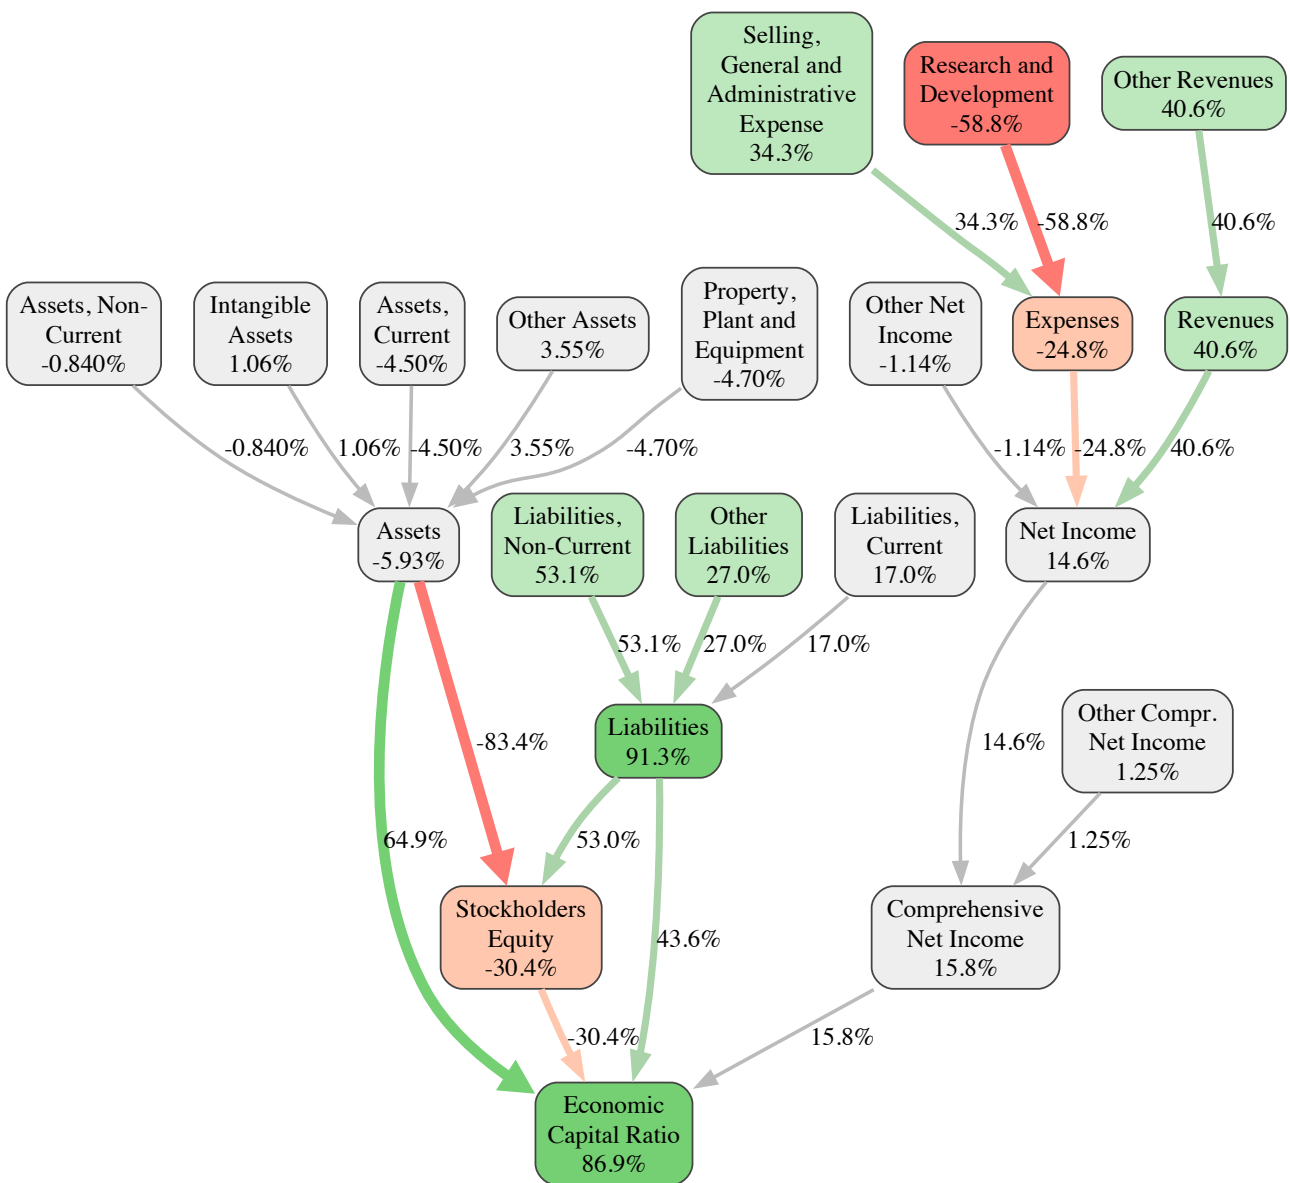 Selling,
General and
Administrative
Expense
34.3%
Research and
Development
-58.8%
Other Revenues
40.6%
34.3%
-58.8%
40.6%
Assets, Non-
Current
-0.840%
Intangible
Assets
1.06%
Assets,
Current
-4.50%
Other Assets
3.55%
Property,
Plant and
Equipment
-4.70%
Other Net
Income
-1.14%
Expenses
-24.8%
Revenues
40.6%
-0.840%
1.06%
-4.50%
3.55%
-4.70%
-1.14%
-24.8%
40.6%
Assets
-5.93%
Liabilities,
Non-Current
53.1%
Other
Liabilities
27.0%
Liabilities,
Current
17.0%
Net Income
14.6%
53.1%
27.0%
17.0%
Liabilities
91.3%
-83.4%
14.6%
Other Compr.
Net Income
1.25%
64.9%
53.0%
1.25%
Stockholders
Equity
-30.4%
43.6%
Comprehensive
Net Income
15.8%
-30.4%
15.8%
Economic
Capital Ratio
86.9%